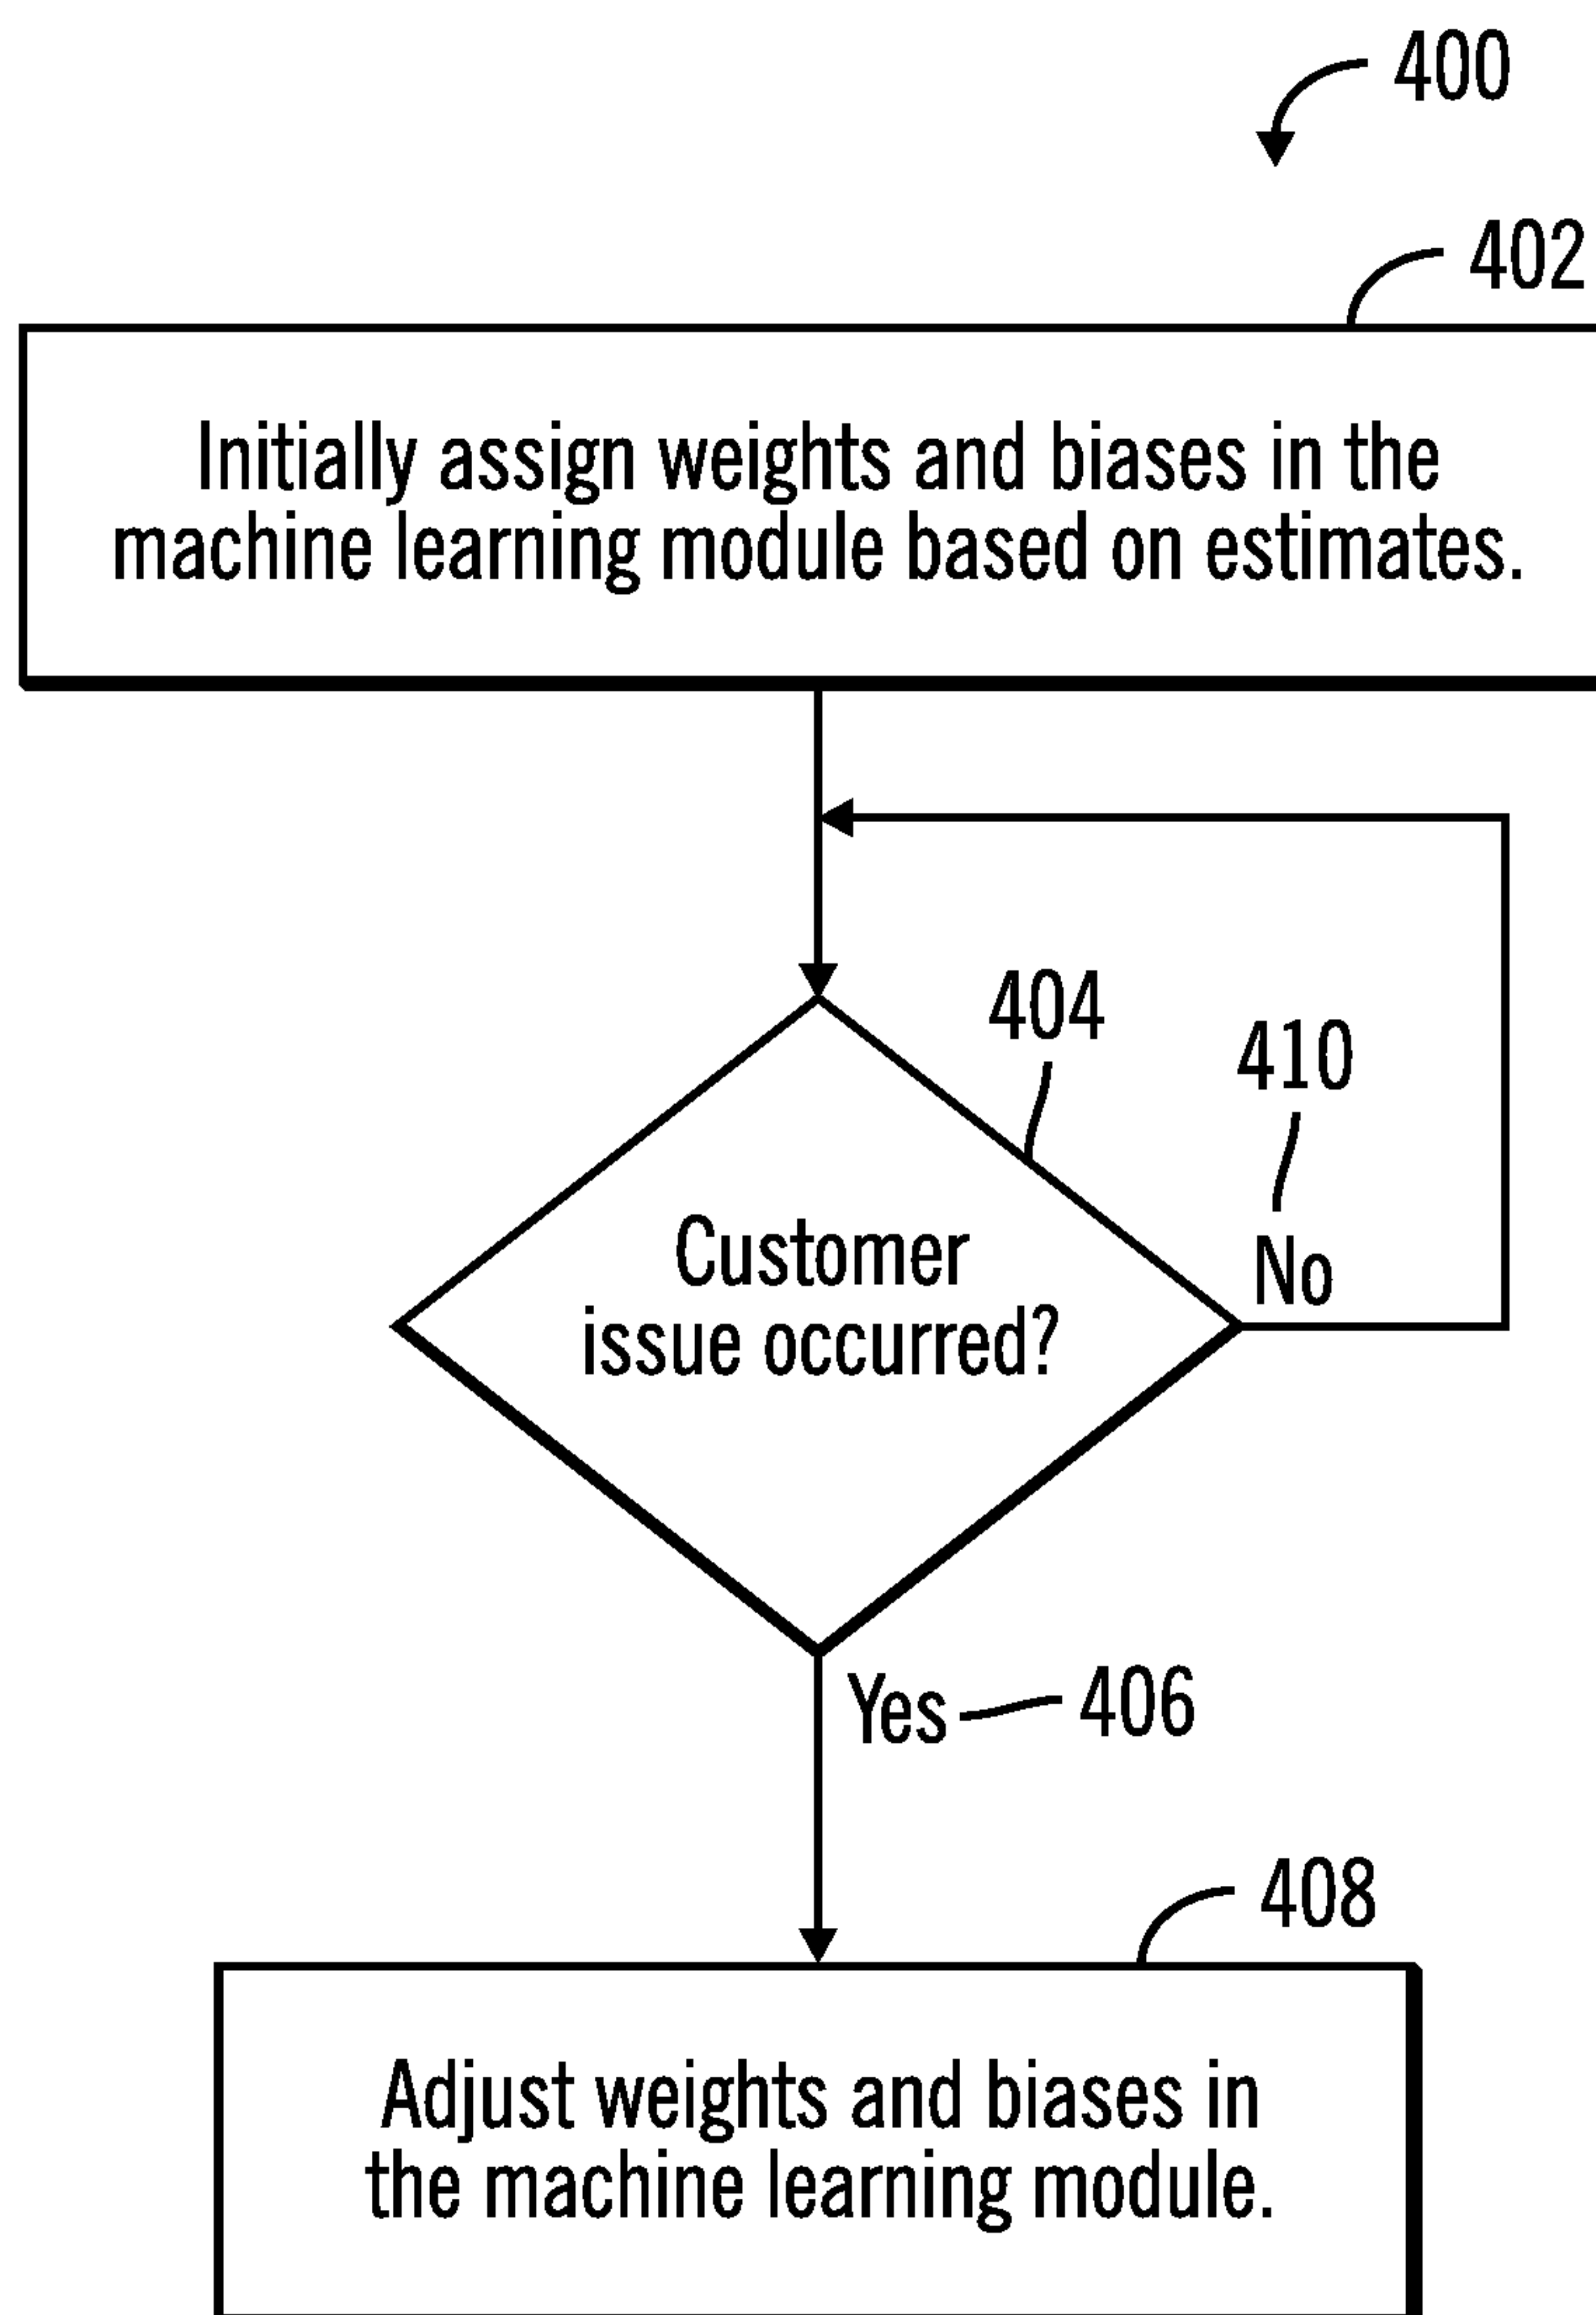 400
402
Initially assign weights and biases in the
machine learning module based on estimates.
404
410
Customer
issue occurred?
No
Yes
406
408
Adjust weights and biases in
the machine learning module.